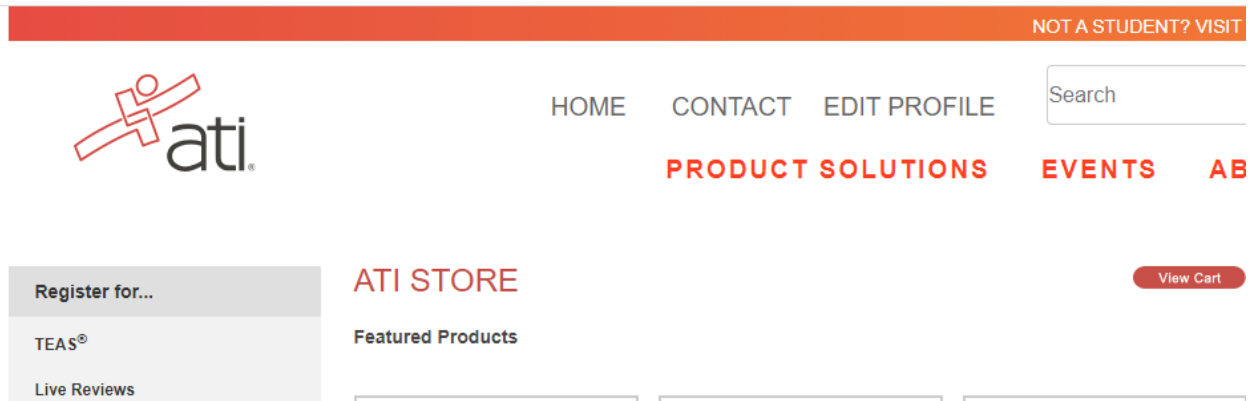 NOT A STUDENT? VISIT
ati®
HOME CONTACT EDIT PROFILE
Search
PRODUCT SOLUTIONS EVENTS AB
Register for...
TEAS®
Live Reviews
ATI STORE
View Cart
Featured Products